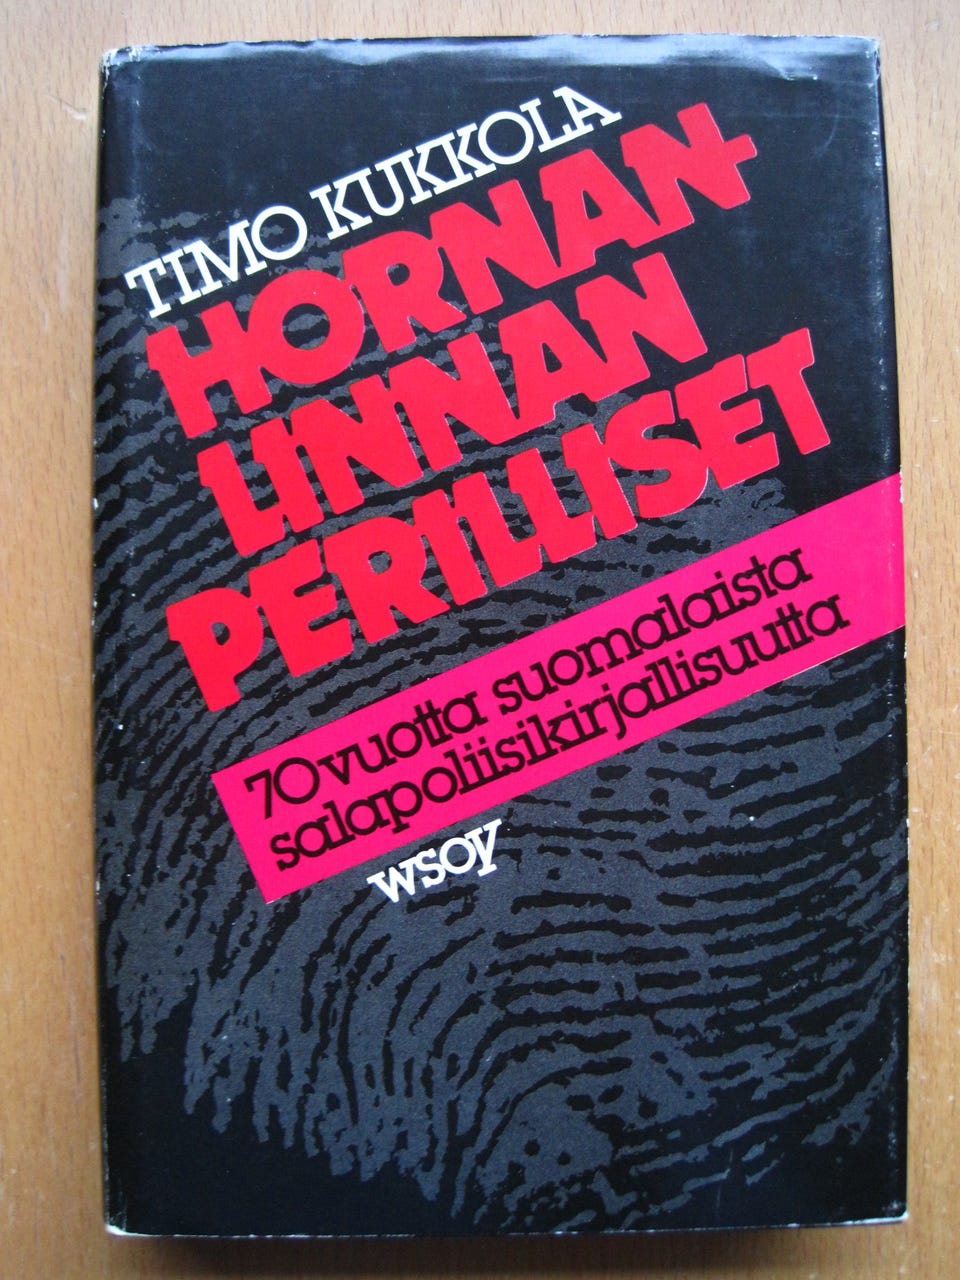 TIMO KUKKOLA
HORNAN-
LINNAN
PERILLISET
70 vuotta suomalaista
salapoliisikirjallisuutta
wsoy